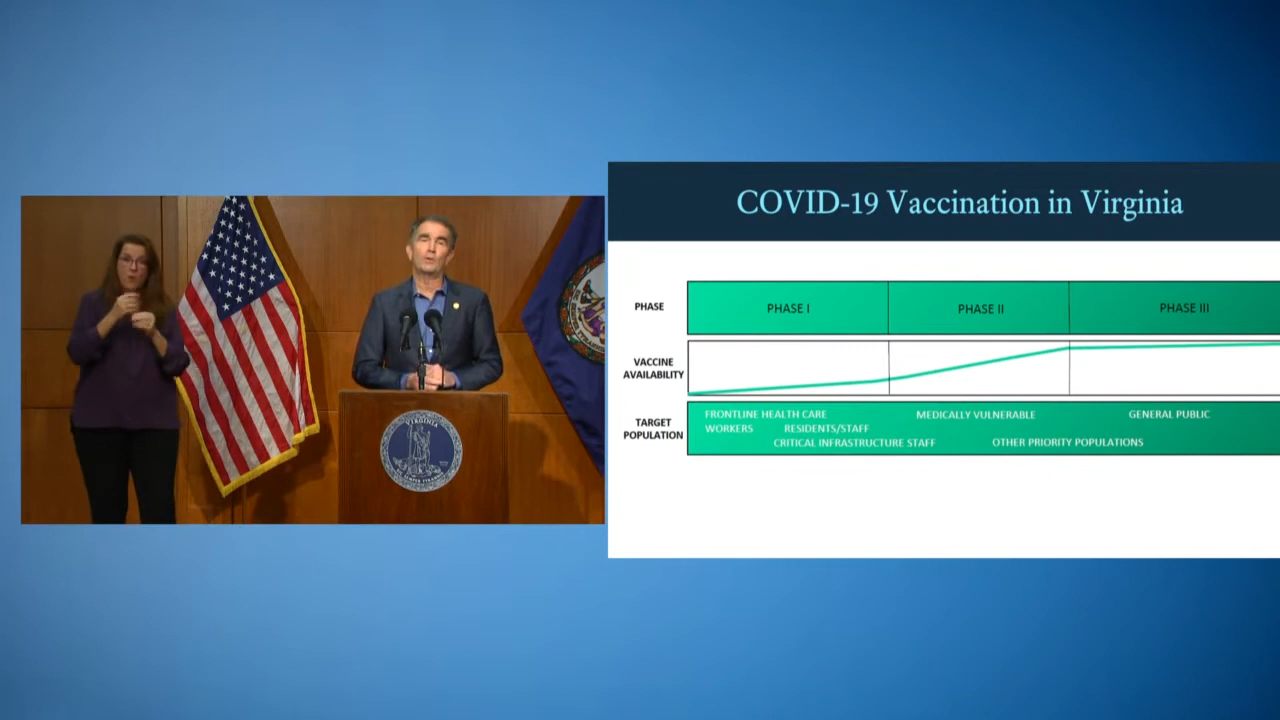 COVID-19 Vaccination in Virginia
PHASE
PHASE I
PHASE II
PHASE III
VACCINE
AVAILABILITY
TARGET
POPULATION
FRONTLINE HEALTH CARE
WORKERS
RESIDENTS/STAFF
CRITICAL INFRASTRUCTURE STAFF
MEDICALLY VULNERABLE
OTHER PRIORITY POPULATIONS
GENERAL PUBLIC
VIRGINIA